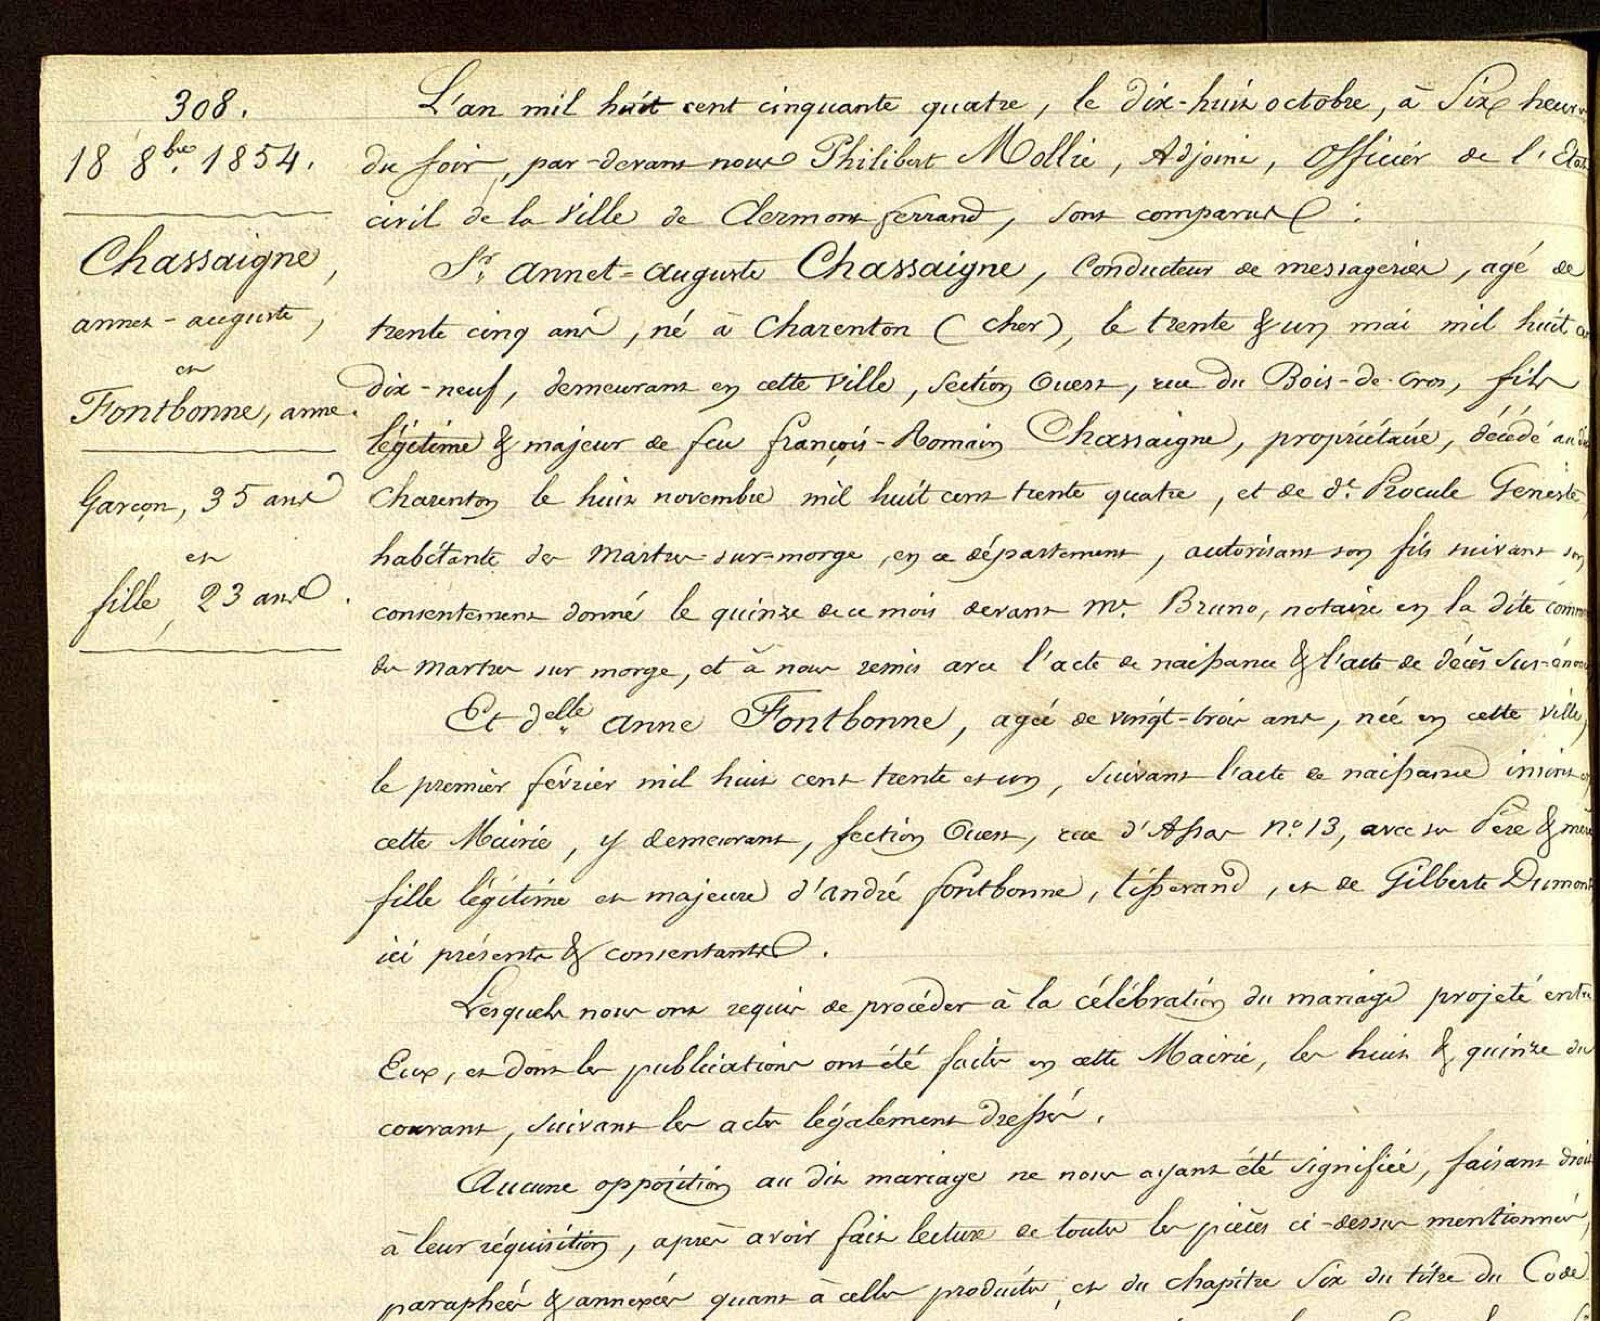 308.
18 8bre 1854.
Chassaigne,
annet-auguste,
et
Fontbonne, anne.
Garçon, 35 ans
et
fille, 23 ans.
L'an mil huit cent cinquante quatre, le dix-huit octobre, à Six heures
du soir, par-devant nous Philibert Mollie, Adjoint, Officier de l'Etat
civil de la Ville de Clermont ferrand, sont comparus :
Sr. annet=auguste Chassaigne, Conducteur de messageries, agé de
trente cinq ans, né à Charenton (Cher), le trente & un mai mil huit
dix-neuf, demeurant en cette Ville, Section Ouest, rue du Bois-de-Cros, fils
légitime & majeur de feu françois-Romain Chassaigne, propriétaire, décédé au
Charenton le huit novembre mil huit cent trente quatre, et de de. Procule Geneste,
habitante des Martres-sur=morge, en ce département, autorisant son fils suivant son
consentement donné le quinze de ce mois devant Me. Bruno, notaire en la dite
des Martres sur morge, et à nous remis avec l'acte de naissance & l'acte de décès sus-
Et delle. anne Fontbonne, agée de vingt-trois ans, née en cette Ville,
le premier février mil huit cent trente et un, suivant l'acte de naissance inscrit en
cette Mairie, y demeurant, section Ouest, rue d'Assas No. 13, avec ses Père & mère
fille légitime et majeure d'andré fontbonne, tisserand, et de Gilberte Dumont
ici présents & consentants.
Lesquels nous ont requis de procéder à la célébration du mariage projeté entre
Eux, et dont les publications ont été faites en cette Mairie, les huit & quinze du
courant, suivant les actes légalement dressés.
Aucune opposition au dit mariage ne nous ayant été signifiée, faisant droit
à leur réquisition, après avoir fait lecture de toutes les pièces ci-dessus mentionnées,
paraphées & annexées quant à celles produites, et du chapitre Six du titre du Code